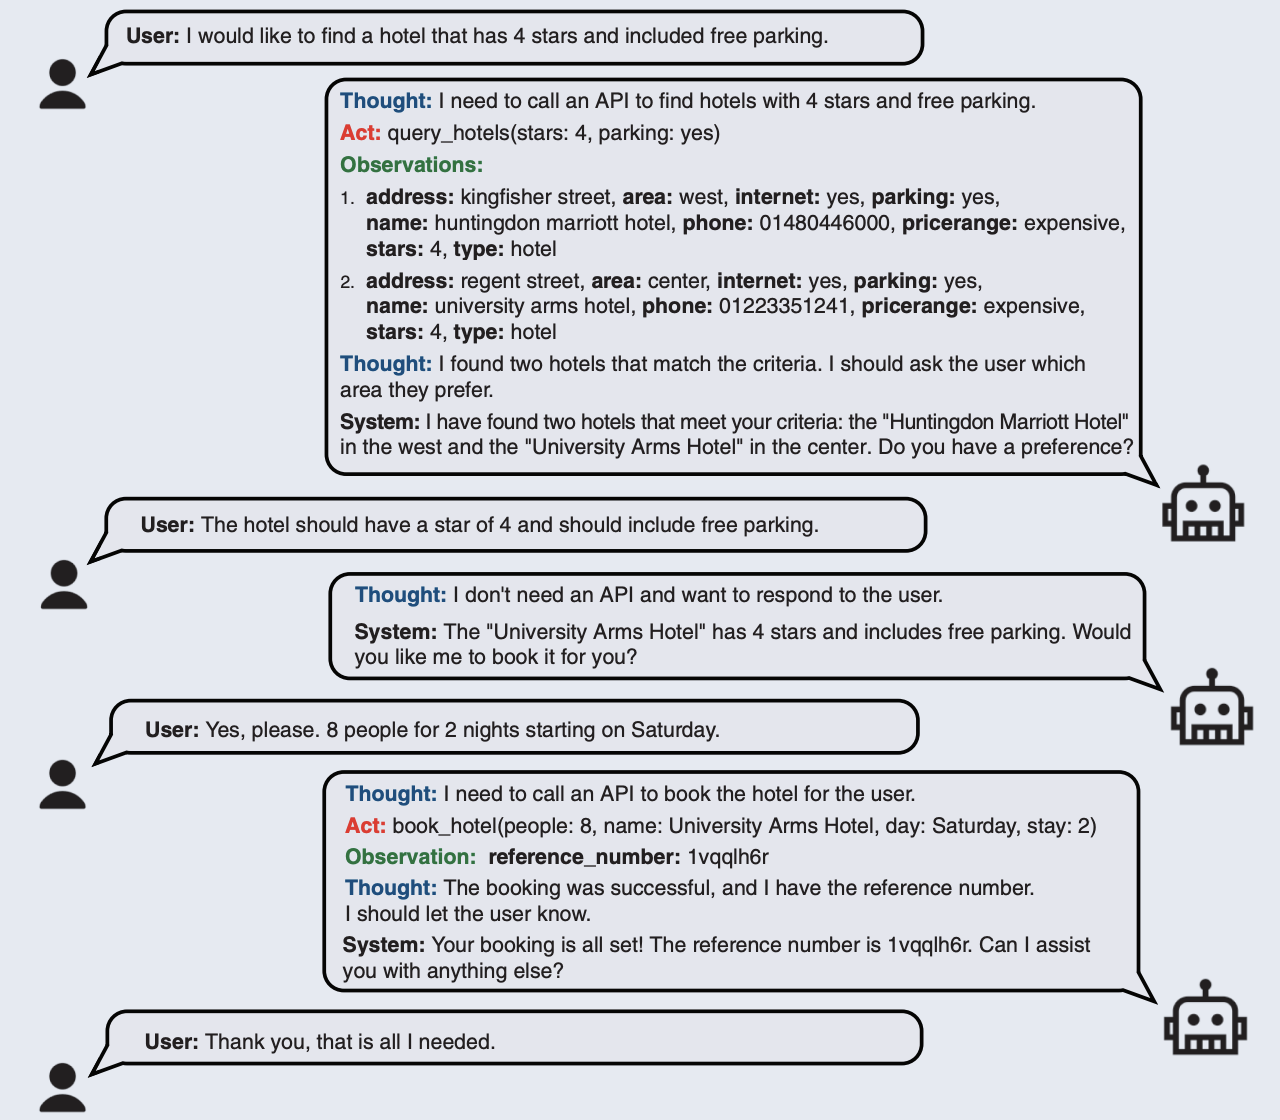 User: I would like to find a hotel that has 4 stars and included free parking.
Thought: I need to call an API to find hotels with 4 stars and free parking.
Act: query_hotels(stars: 4, parking: yes)
Observations:
1. address: kingfisher street, area: west, internet: yes, parking: yes,
name: huntingdon marriott hotel, phone: 01480446000, pricerange: expensive,
stars: 4, type: hotel
2. address: regent street, area: center, internet: yes, parking: yes,
name: university arms hotel, phone: 01223351241, pricerange: expensive,
stars: 4, type: hotel
Thought: I found two hotels that match the criteria. I should ask the user which
area they prefer.
System: I have found two hotels that meet your criteria: the "Huntingdon Marriott Hotel"
in the west and the "University Arms Hotel" in the center. Do you have a preference?
User: The hotel should have a star of 4 and should include free parking.
Thought: I don't need an API and want to respond to the user.
System: The "University Arms Hotel" has 4 stars and includes free parking. Would
you like me to book it for you?
User: Yes, please. 8 people for 2 nights starting on Saturday.
Thought: I need to call an API to book the hotel for the user.
Act: book_hotel(people: 8, name: University Arms Hotel, day: Saturday, stay: 2)
Observation: reference_number: 1vqqlh6r
Thought: The booking was successful, and I have the reference number.
I should let the user know.
System: Your booking is all set! The reference number is 1vqqlh6r. Can I assist
you with anything else?
User: Thank you, that is all I needed.